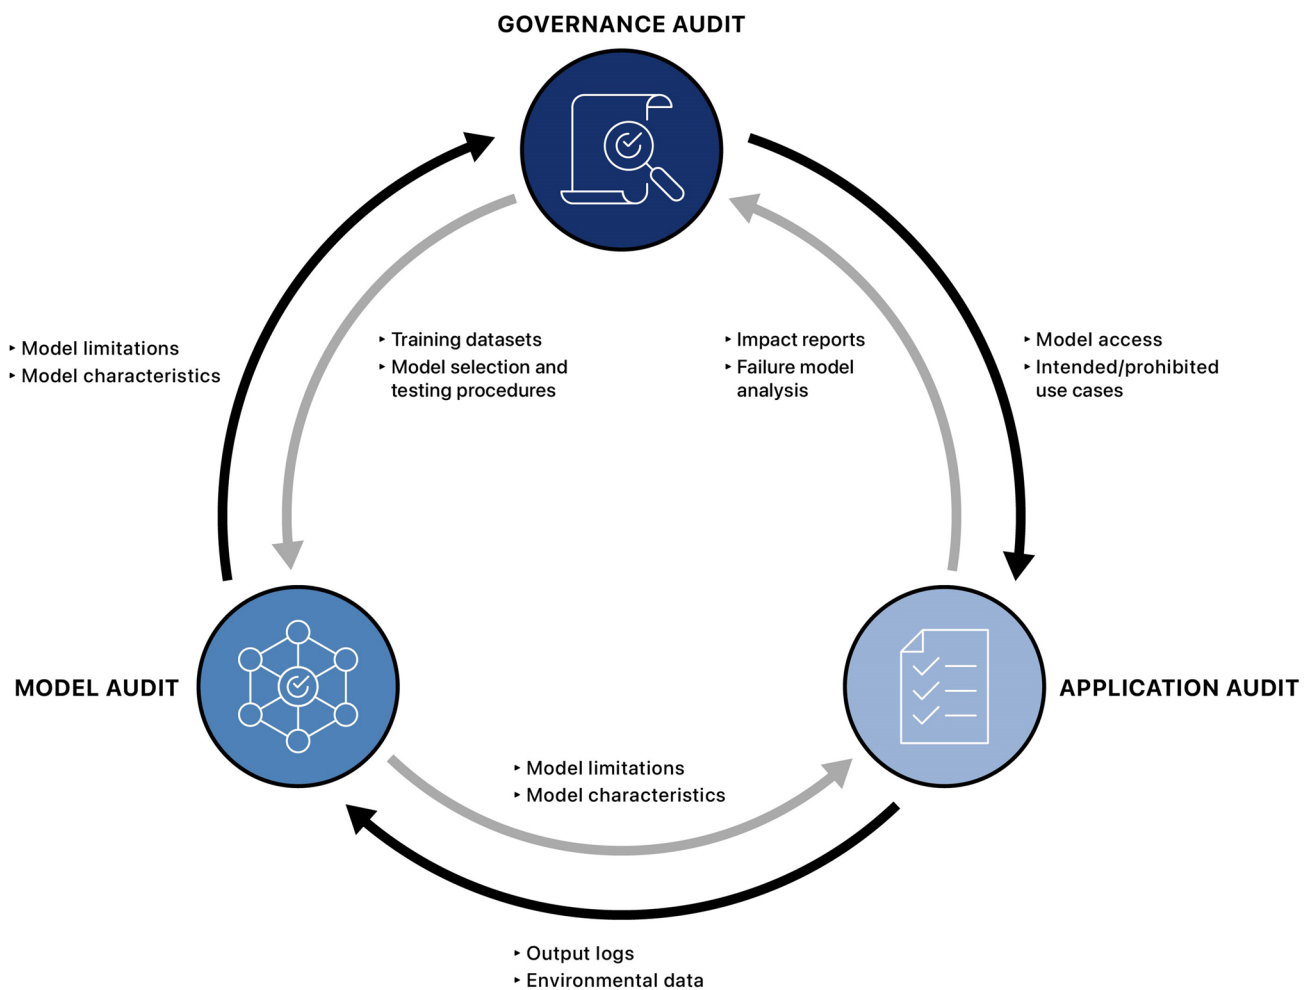 GOVERNANCE AUDIT
‣ Model limitations
‣ Model characteristics
‣ Training datasets
‣ Model selection and
testing procedures
‣ Impact reports
‣ Failure model
analysis
‣ Model access
‣ Intended/prohibited
use cases
MODEL AUDIT
APPLICATION AUDIT
‣ Model limitations
‣ Model characteristics
‣ Output logs
‣ Environmental data